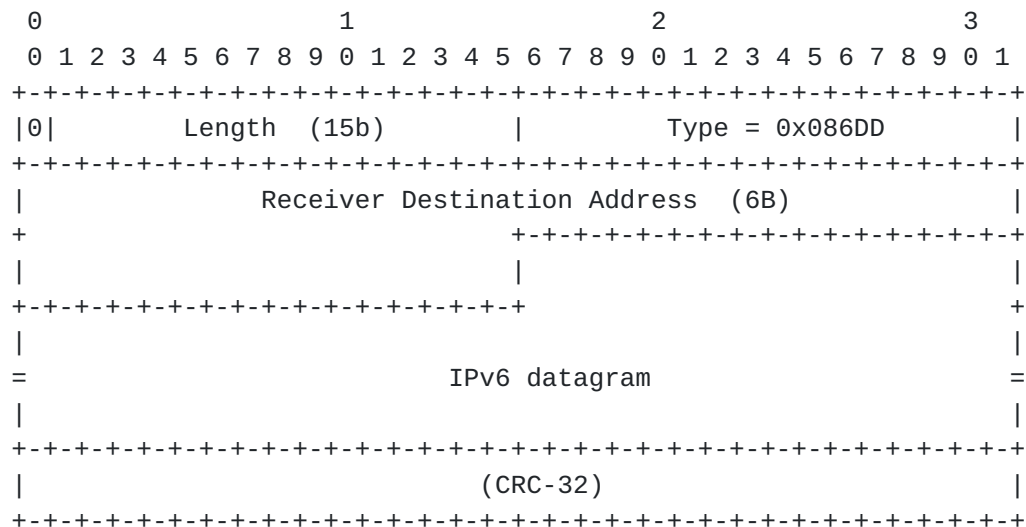 0                   1                   2                   3
 0 1 2 3 4 5 6 7 8 9 0 1 2 3 4 5 6 7 8 9 0 1 2 3 4 5 6 7 8 9 0 1
+-+-+-+-+-+-+-+-+-+-+-+-+-+-+-+-+-+-+-+-+-+-+-+-+-+-+-+-+-+-+-+-+
|0|        Length  (15b)        |         Type = 0x086DD        |
+-+-+-+-+-+-+-+-+-+-+-+-+-+-+-+-+-+-+-+-+-+-+-+-+-+-+-+-+-+-+-+-+
|               Receiver Destination Address  (6B)              |
+                               +-+-+-+-+-+-+-+-+-+-+-+-+-+-+-+-+
|                               |                               |
+-+-+-+-+-+-+-+-+-+-+-+-+-+-+-+-+                               +
|                                                               |
=                           IPv6 datagram                       =
|                                                               |
+-+-+-+-+-+-+-+-+-+-+-+-+-+-+-+-+-+-+-+-+-+-+-+-+-+-+-+-+-+-+-+-+
|                             (CRC-32)                          |
+-+-+-+-+-+-+-+-+-+-+-+-+-+-+-+-+-+-+-+-+-+-+-+-+-+-+-+-+-+-+-+-+